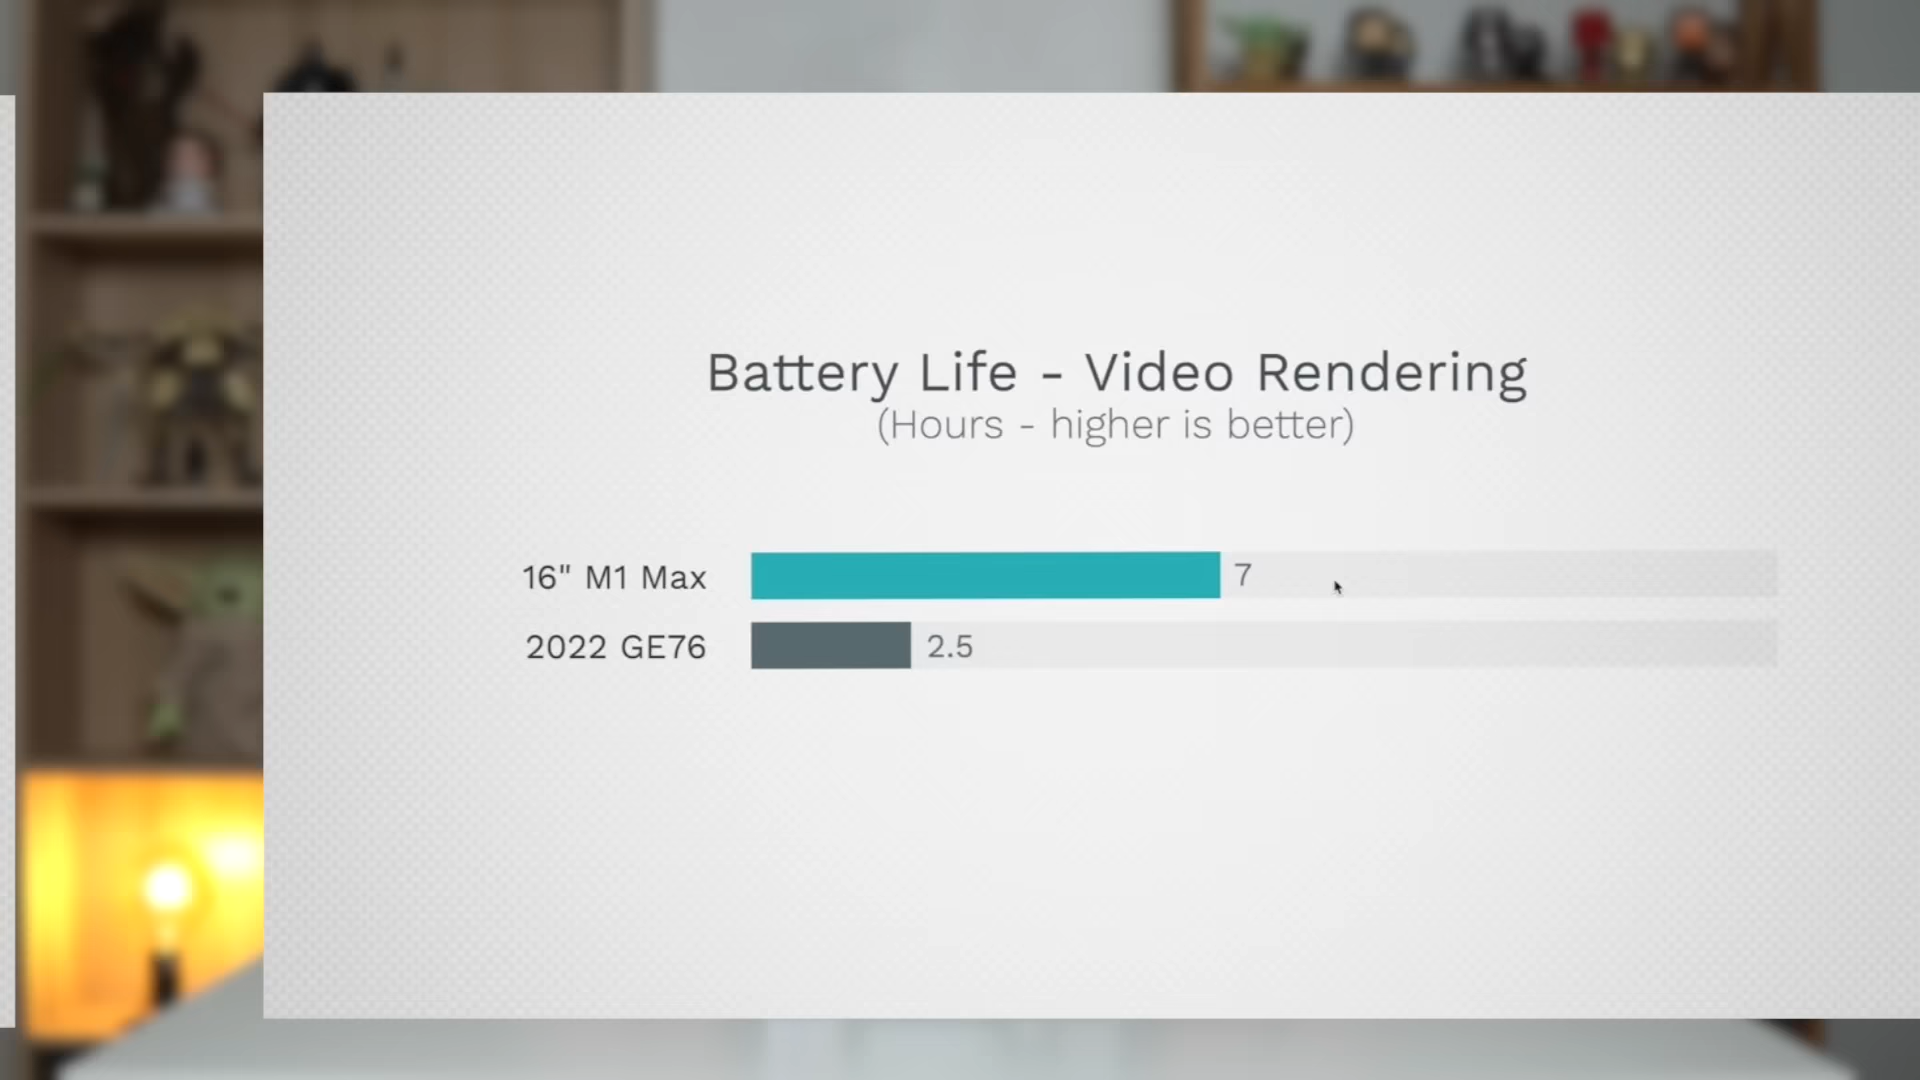 Battery Life - Video Rendering
(Hours - higher is better)
16" M1 Max 7
2022 GE76 2.5